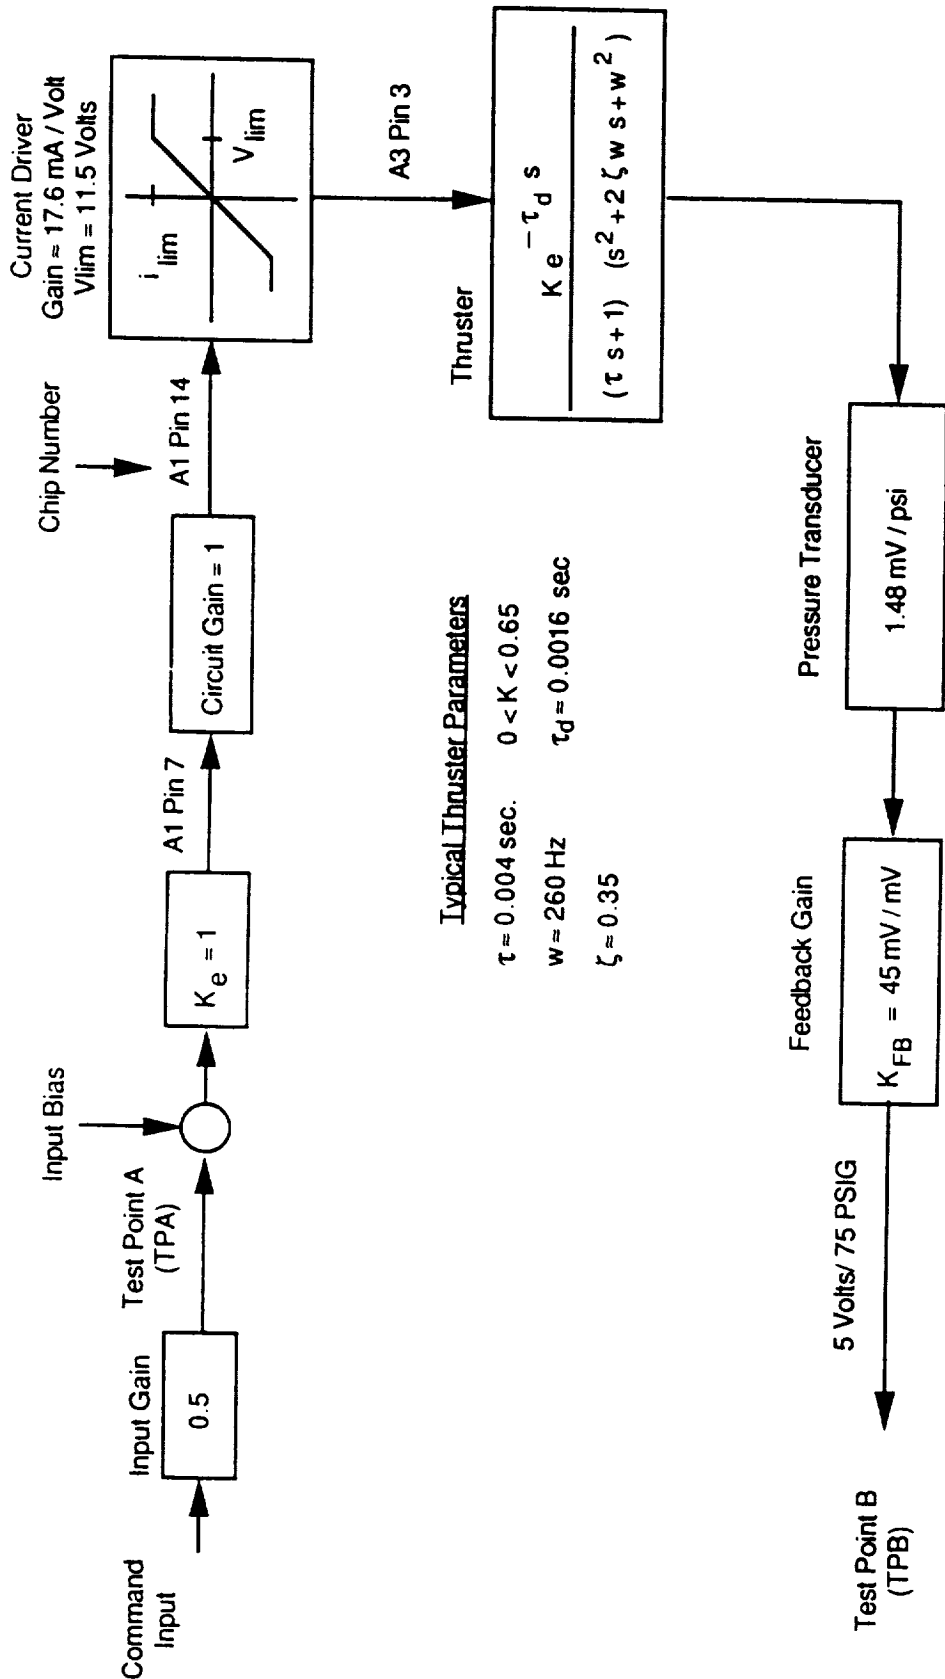 Command
Input
Input Gain
0.5
Test Point A
(TPA)
Input Bias
K_e = 1
A1 Pin 7
Circuit Gain = 1
Chip Number
A1 Pin 14
Current Driver
Gain ≈ 17.6 mA / Volt
Vlim = 11.5 Volts
i_lim
V_lim
A3 Pin 3
Thruster
K e^{-τ_d s}
(τ s+1) (s^2+2 ζ w s+w^2)
Typical Thruster Parameters
τ ≈ 0.004 sec. 0 < K < 0.65
w ≈ 260 Hz τ_d ≈ 0.0016 sec
ζ ≈ 0.35
Pressure Transducer
1.48 mV / psi
Feedback Gain
K_FB = 45 mV / mV
5 Volts/ 75 PSIG
Test Point B
(TPB)